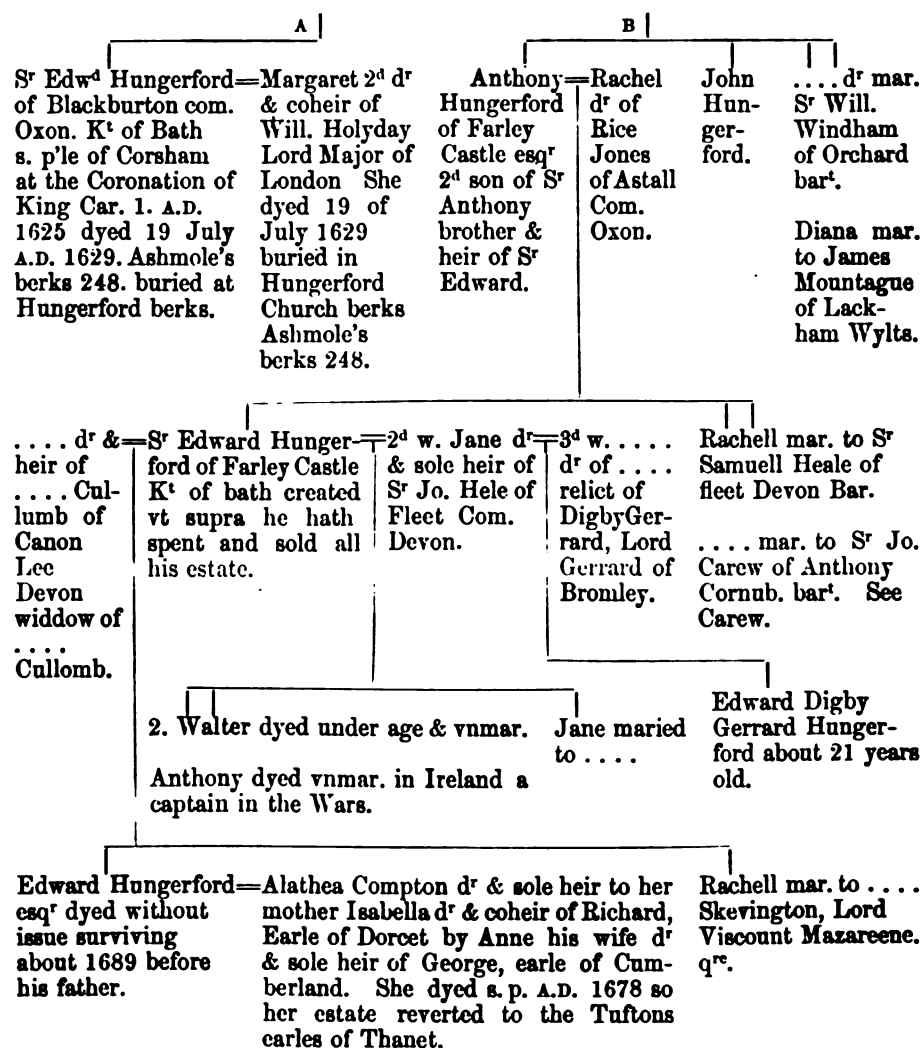 A
B
Sʳ Edwᵈ Hungerford=
of Blackburton com.
Oxon. Kᵗ of Bath
s. p'le of Corsham
at the Coronation of
King Car. 1. A.D.
1625 dyed 19 July
A.D. 1629. Ashmole's
berks 248. buried at
Hungerford berks.
Margaret 2ᵈ dʳ
& coheir of
Will. Holyday
Lord Major of
London She
dyed 19 of
July 1629
buried in
Hungerford
Church berks
Ashmole's
berks 248.
Anthony=
Hungerford
of Farley
Castle esqʳ
2ᵈ son of Sʳ
Anthony
brother &
heir of Sʳ
Edward.
Rachel
dʳ of
Rice
Jones
of Astall
Com.
Oxon.
John
Hun-
ger-
ford.
....dʳ mar.
Sʳ Will.
Windham
of Orchard
barᵗ.
Diana mar.
to James
Mountague
of Lack-
ham Wylts.
.... dʳ &=
heir of
.... Cul-
lumb of
Canon
Lee
Devon
widdow of
....
Cullomb.
Sʳ Edward Hunger-=
ford of Farley Castle
Kᵗ of bath created
vt supra he hath
spent and sold all
his estate.
2ᵈ w. Jane dʳ=
& sole heir of
Sʳ Jo. Hele of
Fleet Com.
Devon.
3ᵈ w.....
dʳ of ....
relict of
DigbyGer-
rard, Lord
Gerrard of
Bromley.
Rachell mar. to Sʳ
Samuell Heale of
fleet Devon Bar.
.... mar. to Sʳ Jo.
Carew of Anthony
Cornub. barᵗ. See
Carew.
2. Walter dyed under age & vnmar.
Anthony dyed vnmar. in Ireland a
captain in the Wars.
Jane maried
to ....
Edward Digby
Gerrard Hunger-
ford about 21 years
old.
Edward Hungerford=
esqʳ dyed without
issue surviving
about 1689 before
his father.
Alathea Compton dʳ & sole heir to her
mother Isabella dʳ & coheir of Richard,
Earle of Dorcet by Anne his wife dʳ
& sole heir of George, earle of Cum-
berland. She dyed s. p. A.D. 1678 so
her estate reverted to the Tuftons
earles of Thanet.
Rachell mar. to ....
Skevington, Lord
Viscount Mazareene.
qʳᵉ.